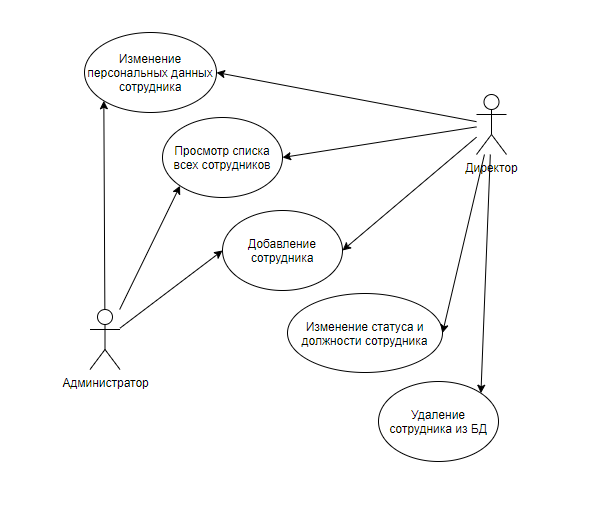 Изменение
персональных данных
сотрудника
Просмотр списка
всех сотрудников
Директор
Добавление
сотрудника
Изменение статуса и
должности сотрудника
Администратор
Удаление
сотрудника из БД